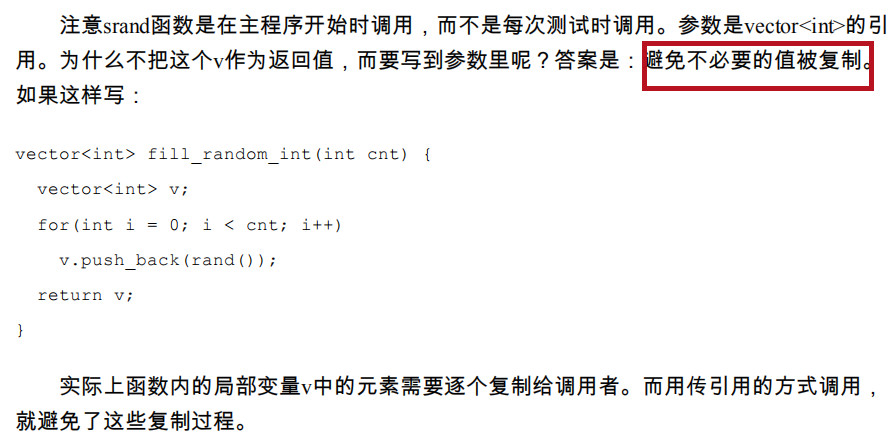 注意srand函数是在主程序开始时调用，而不是每次测试时调用。参数是vector<int>的引
用。为什么不把这个v作为返回值，而要写到参数里呢？答案是：避免不必要的值被复制。
如果这样写：
vector<int> fill_random_int(int cnt) {
  vector<int> v;
  for(int i = 0; i < cnt; i++)
    v.push_back(rand());
  return v;
}
实际上函数内的局部变量v中的元素需要逐个复制给调用者。而用传引用的方式调用，
就避免了这些复制过程。